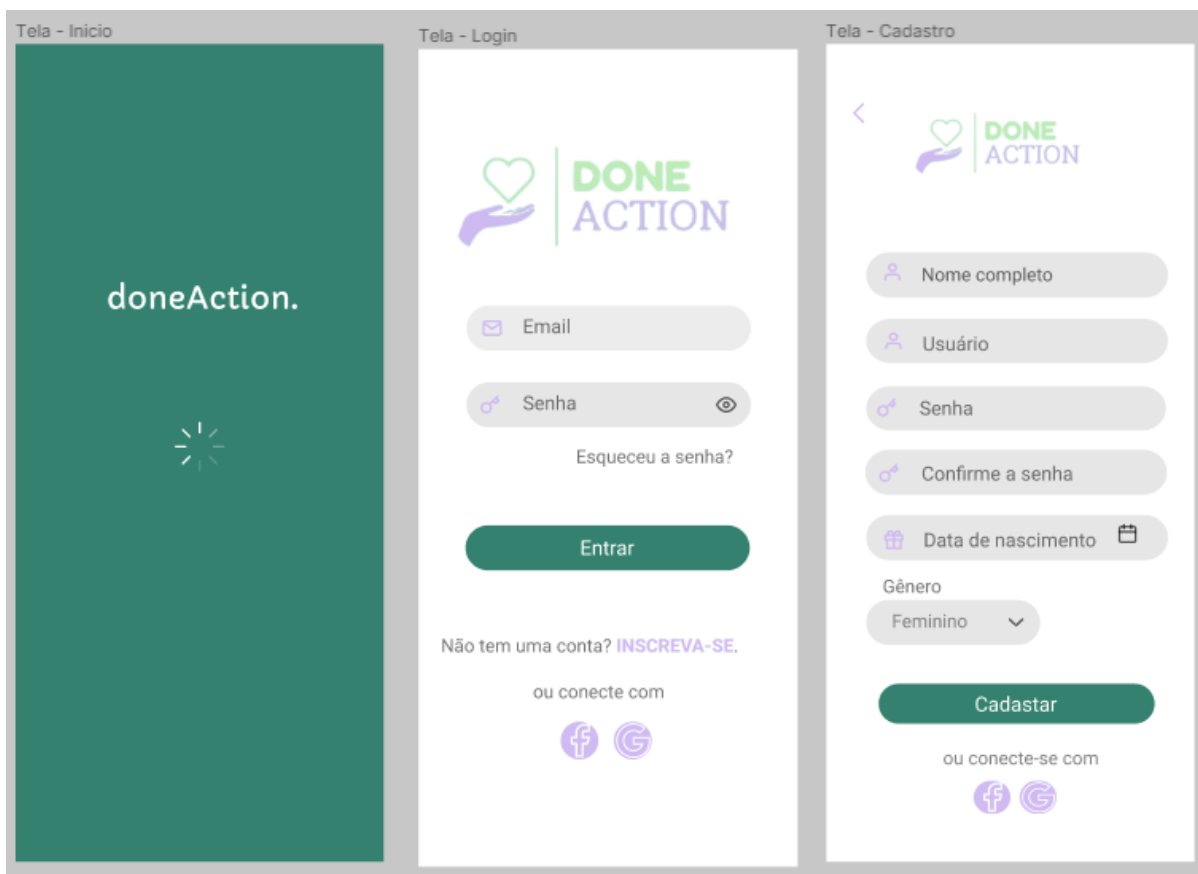 Tela - Inicio
doneAction.
Tela - Login
DONE
ACTION
Email
Senha
Esqueceu a senha?
Entrar
Não tem uma conta? INSCREVA-SE.
ou conecte com
Tela - Cadastro
DONE
ACTION
Nome completo
Usuário
Senha
Confirme a senha
Data de nascimento
Gênero
Feminino
Cadastar
ou conecte-se com